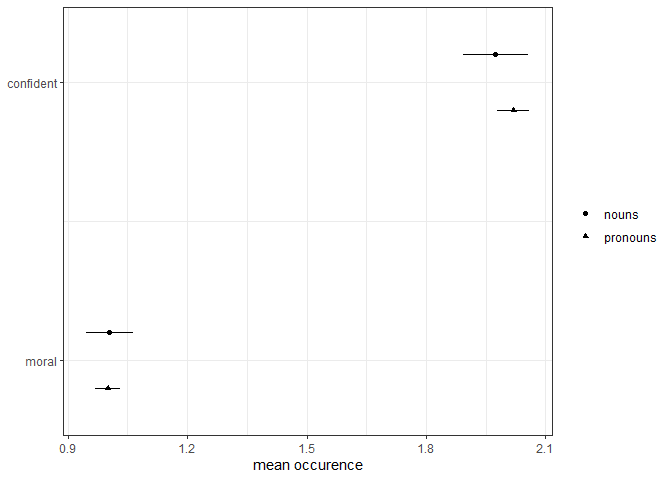 confident
moral
0.9 1.2 1.5 1.8 2.1
mean occurence
nouns
pronouns